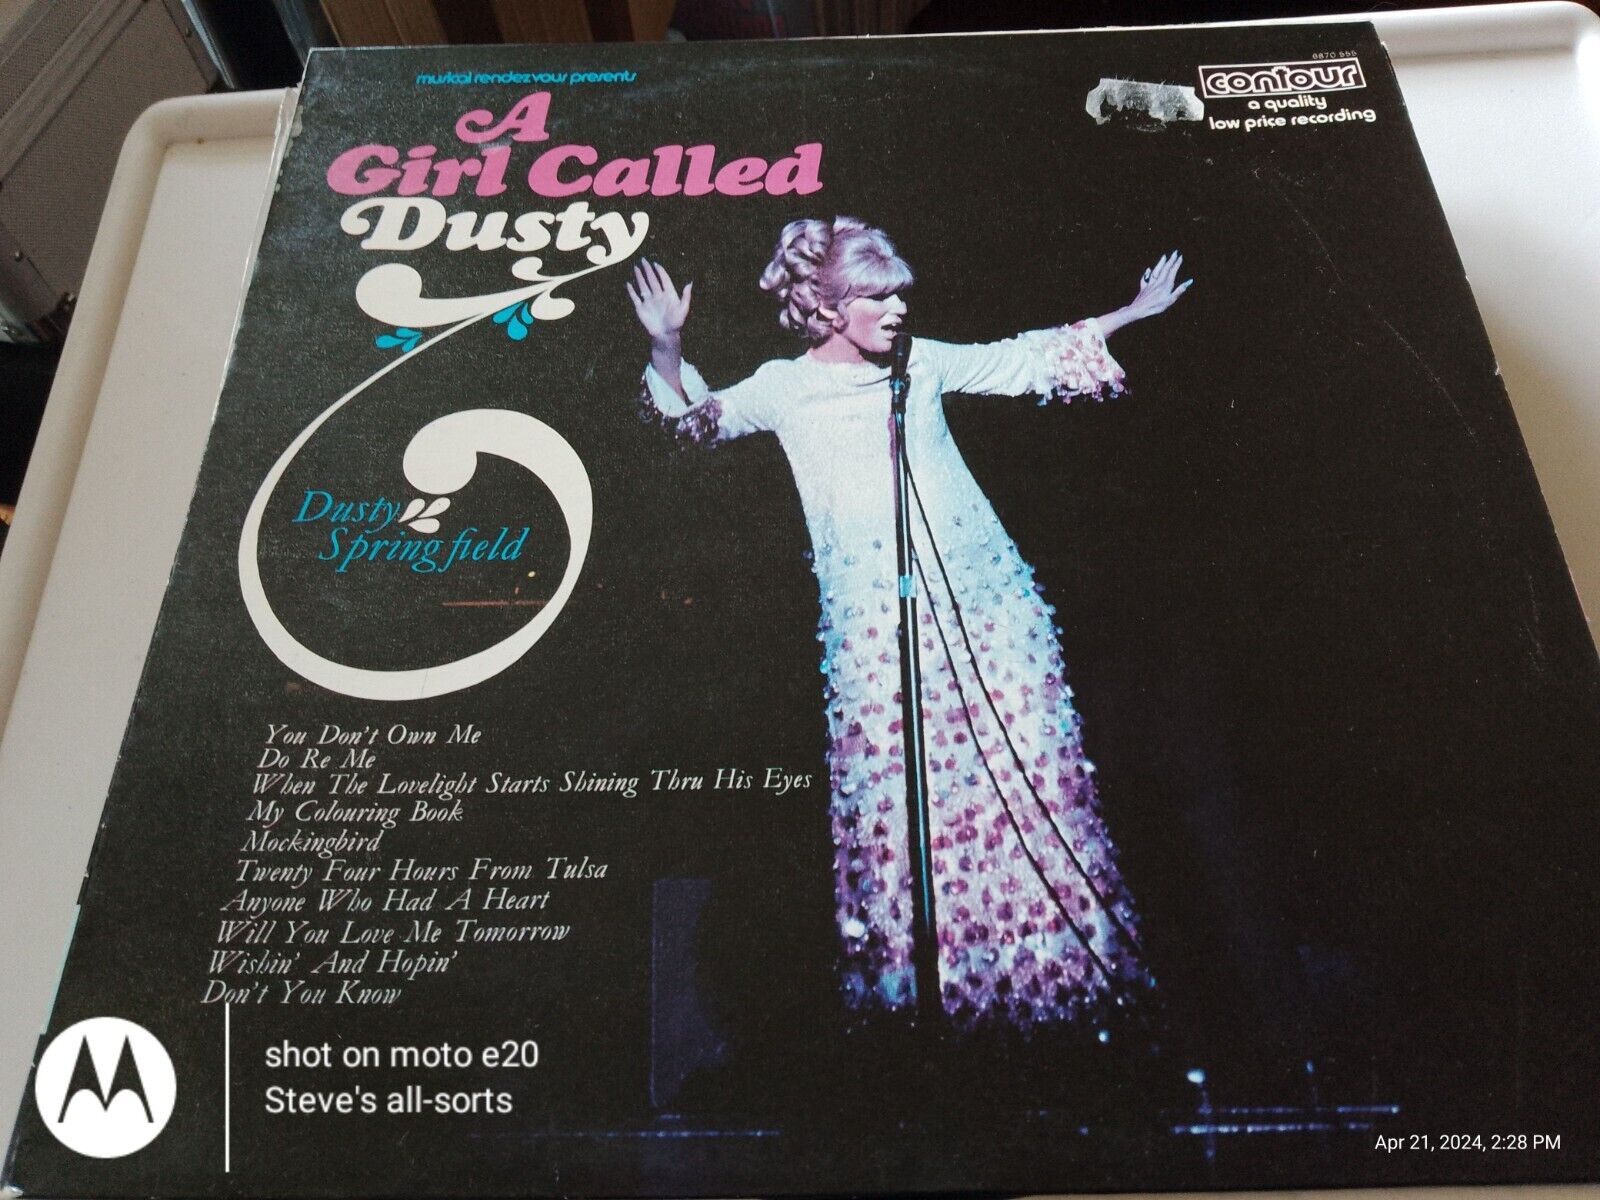 musical rendezvous presents
A
Girl Called
Dusty
6870 555
contour
a quality
low price recording
Dusty
Springfield
You Don't Own Me
Do Re Me
When The Lovelight Starts Shining Thru His Eyes
My Colouring Book
Mockingbird
Twenty Four Hours From Tulsa
Anyone Who Had A Heart
Will You Love Me Tomorrow
Wishin' And Hopin'
Don't You Know
shot on moto e20
Steve's all-sorts
Apr 21, 2024, 2:28 PM